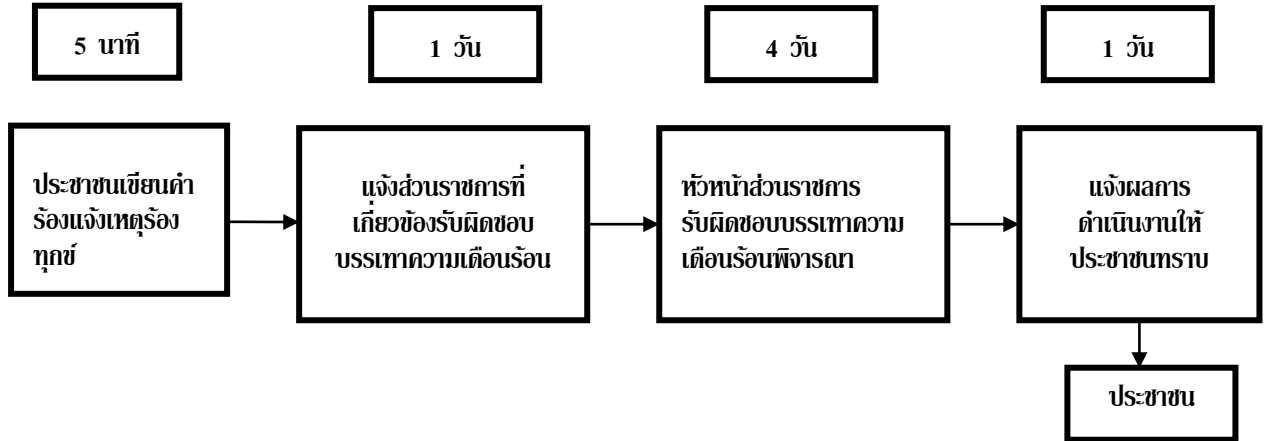 5 นาที
1 วัน
4 วัน
1 วัน
ประชาชนเขียนคำ
ร้องแจ้งเหตุร้อง
ทุกข์
แจ้งส่วนราชการที่
เกี่ยวข้องรับผิดชอบ
บรรเทาความเดือนร้อน
หัวหน้าส่วนราชการ
รับผิดชอบบรรเทาความ
เดือนร้อนพิจารณา
แจ้งผลการ
ดำเนินงานให้
ประชาชนทราบ
ประชาชน